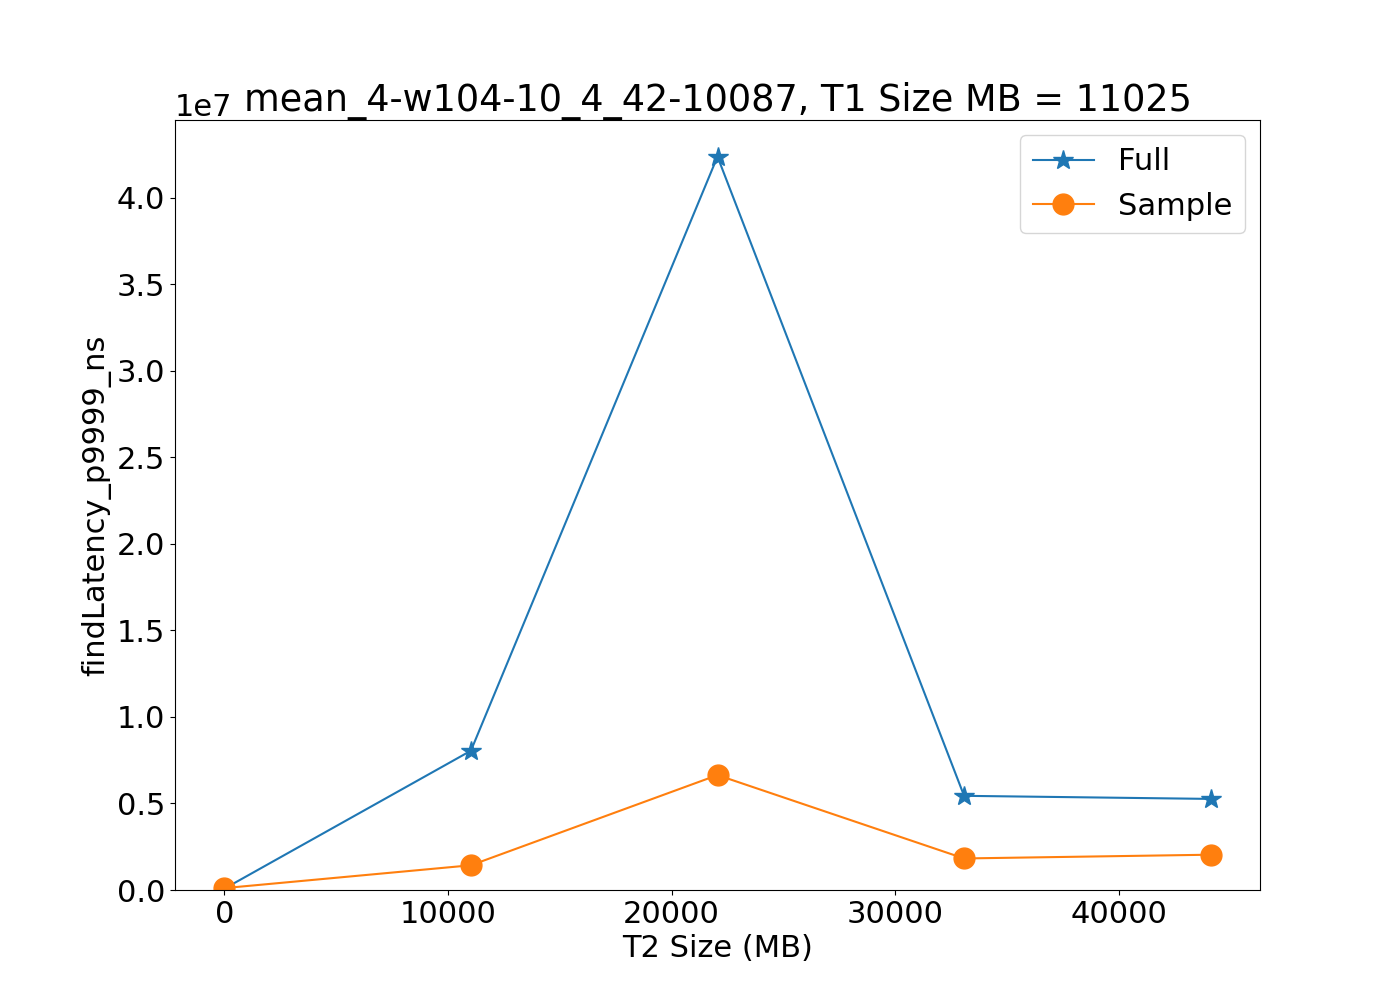 1e7
mean_4-w104-10_4_42-10087, T1 Size MB = 11025
Full
Sample
4.0
3.5
3.0
2.5
2.0
1.5
1.0
0.5
0.0
findLatency_p9999_ns
0 10000 20000 30000 40000
T2 Size (MB)